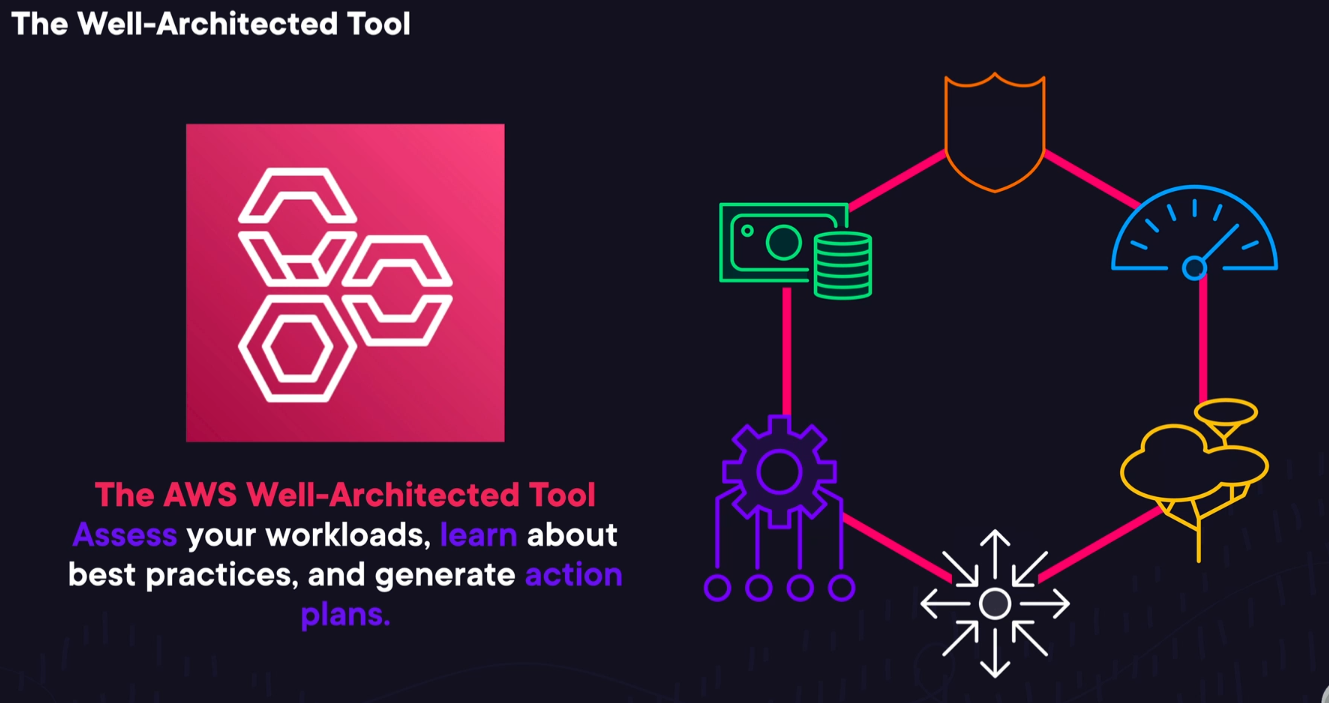 The Well-Architected Tool
The AWS Well-Architected Tool
Assess your workloads, learn about
best practices, and generate action
plans.